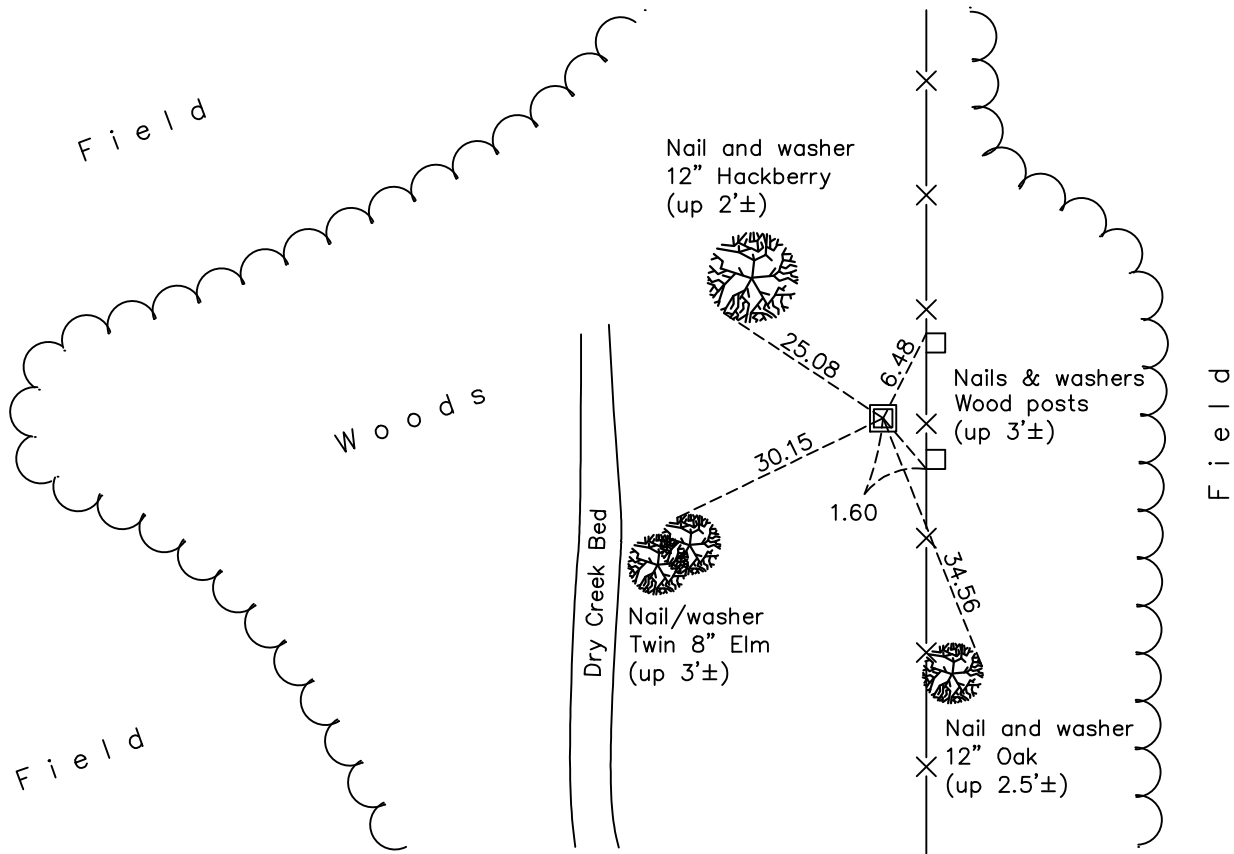 Field
Nail and washer
12” Hackberry
(up 2'±)
25.08
6.48
Nails & washers
Wood posts
(up 3'±)
Field
Woods
30.15
1.60
Dry Creek Bed
34.56
Nail/washer
Twin 8” Elm
(up 3'±)
Field
Nail and washer
12” Oak
(up 2.5'±)